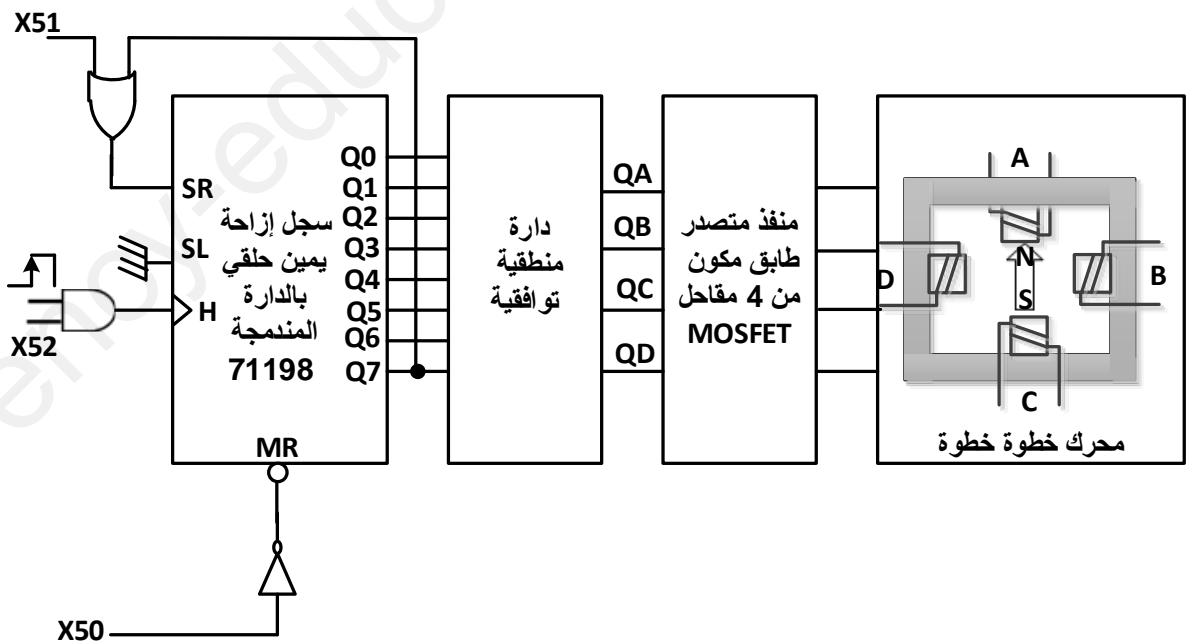 X51
X52
X50
SR
SL
H
MR
سجل إزاحة
يمين حلقي
بالدارة
المندمجة
71198
Q0
Q1
Q2
Q3
Q4
Q5
Q6
Q7
دارة
منطقية
توافقية
QA
QB
QC
QD
منفذ متصدر
طابق مكون
من 4 مقاحل
MOSFET
A
D
N
S
B
C
محرك خطوة خطوة